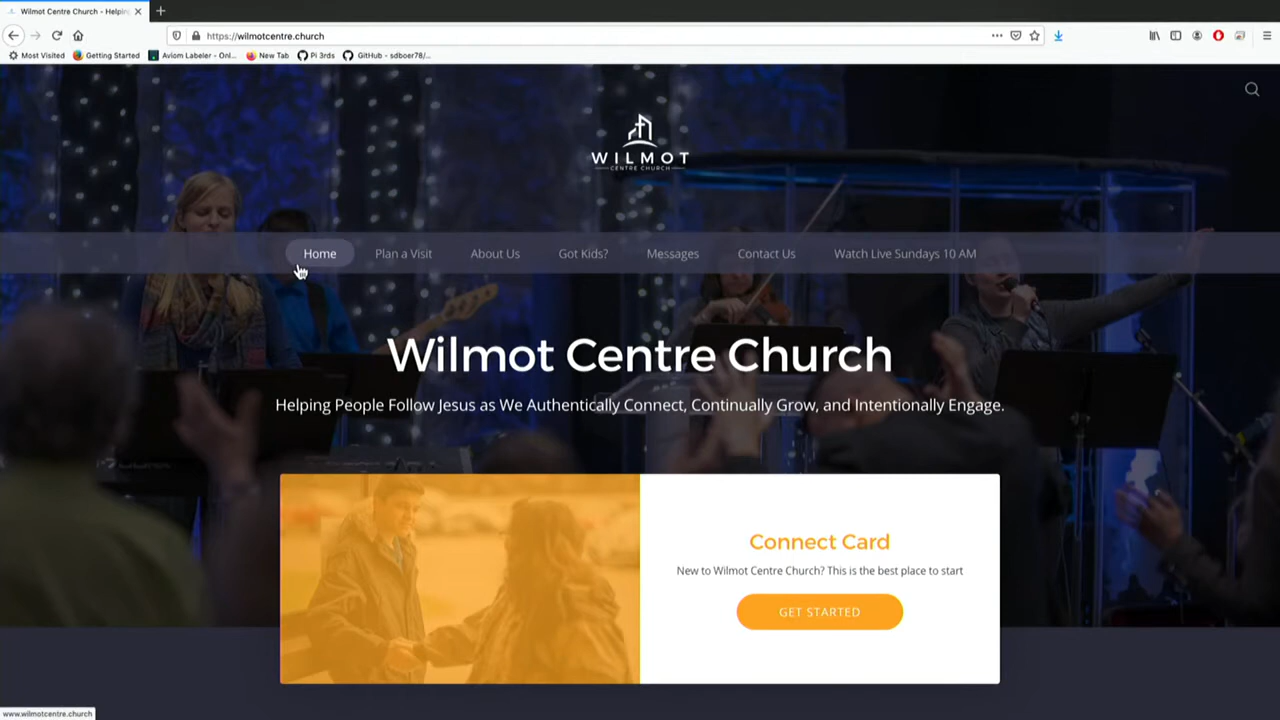 Wilmot Centre Church - Helpin
https://wilmotcentre.church
Most Visited
Getting Started
Aviom Labeler - Onl...
New Tab
Pi 3rds
GitHub - sdboer78/...
WILMOT
CENTRE CHURCH
Home
Plan a Visit
About Us
Got Kids?
Messages
Contact Us
Watch Live Sundays 10 AM
Wilmot Centre Church
Helping People Follow Jesus as We Authentically Connect, Continually Grow, and Intentionally Engage.
Connect Card
New to Wilmot Centre Church? This is the best place to start
GET STARTED
www.wilmotcentre.church